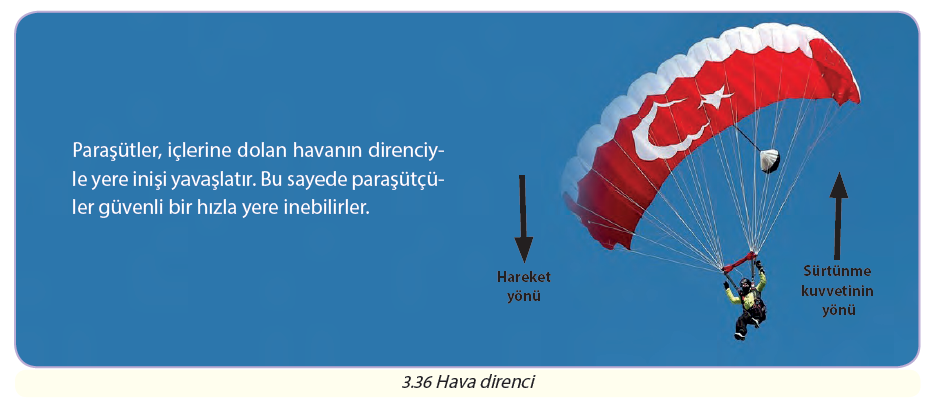 Paraşütler, içlerine dolan havanın direnciy-
le yere inişi yavaşlatır. Bu sayede paraşütçü-
ler güvenli bir hızla yere inebilirler.
Hareket
yönü
Sürtünme
kuvvetinin
yönü
3.36 Hava direnci